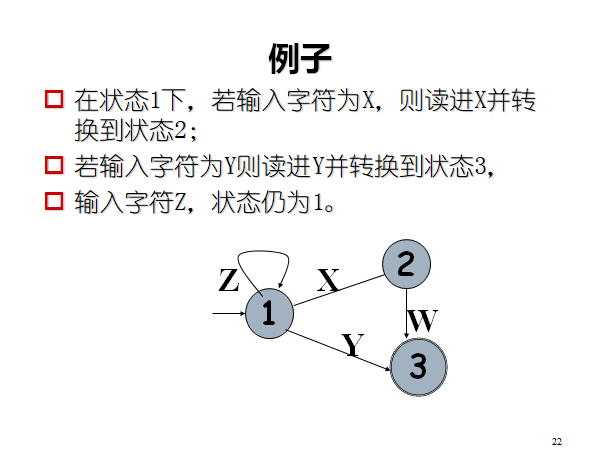 例子
在状态1下，若输入字符为X，则读进X并转
换到状态2；
若输入字符为Y则读进Y并转换到状态3，
输入字符Z，状态仍为1。
2
Z
X
1
W
Y
3
22